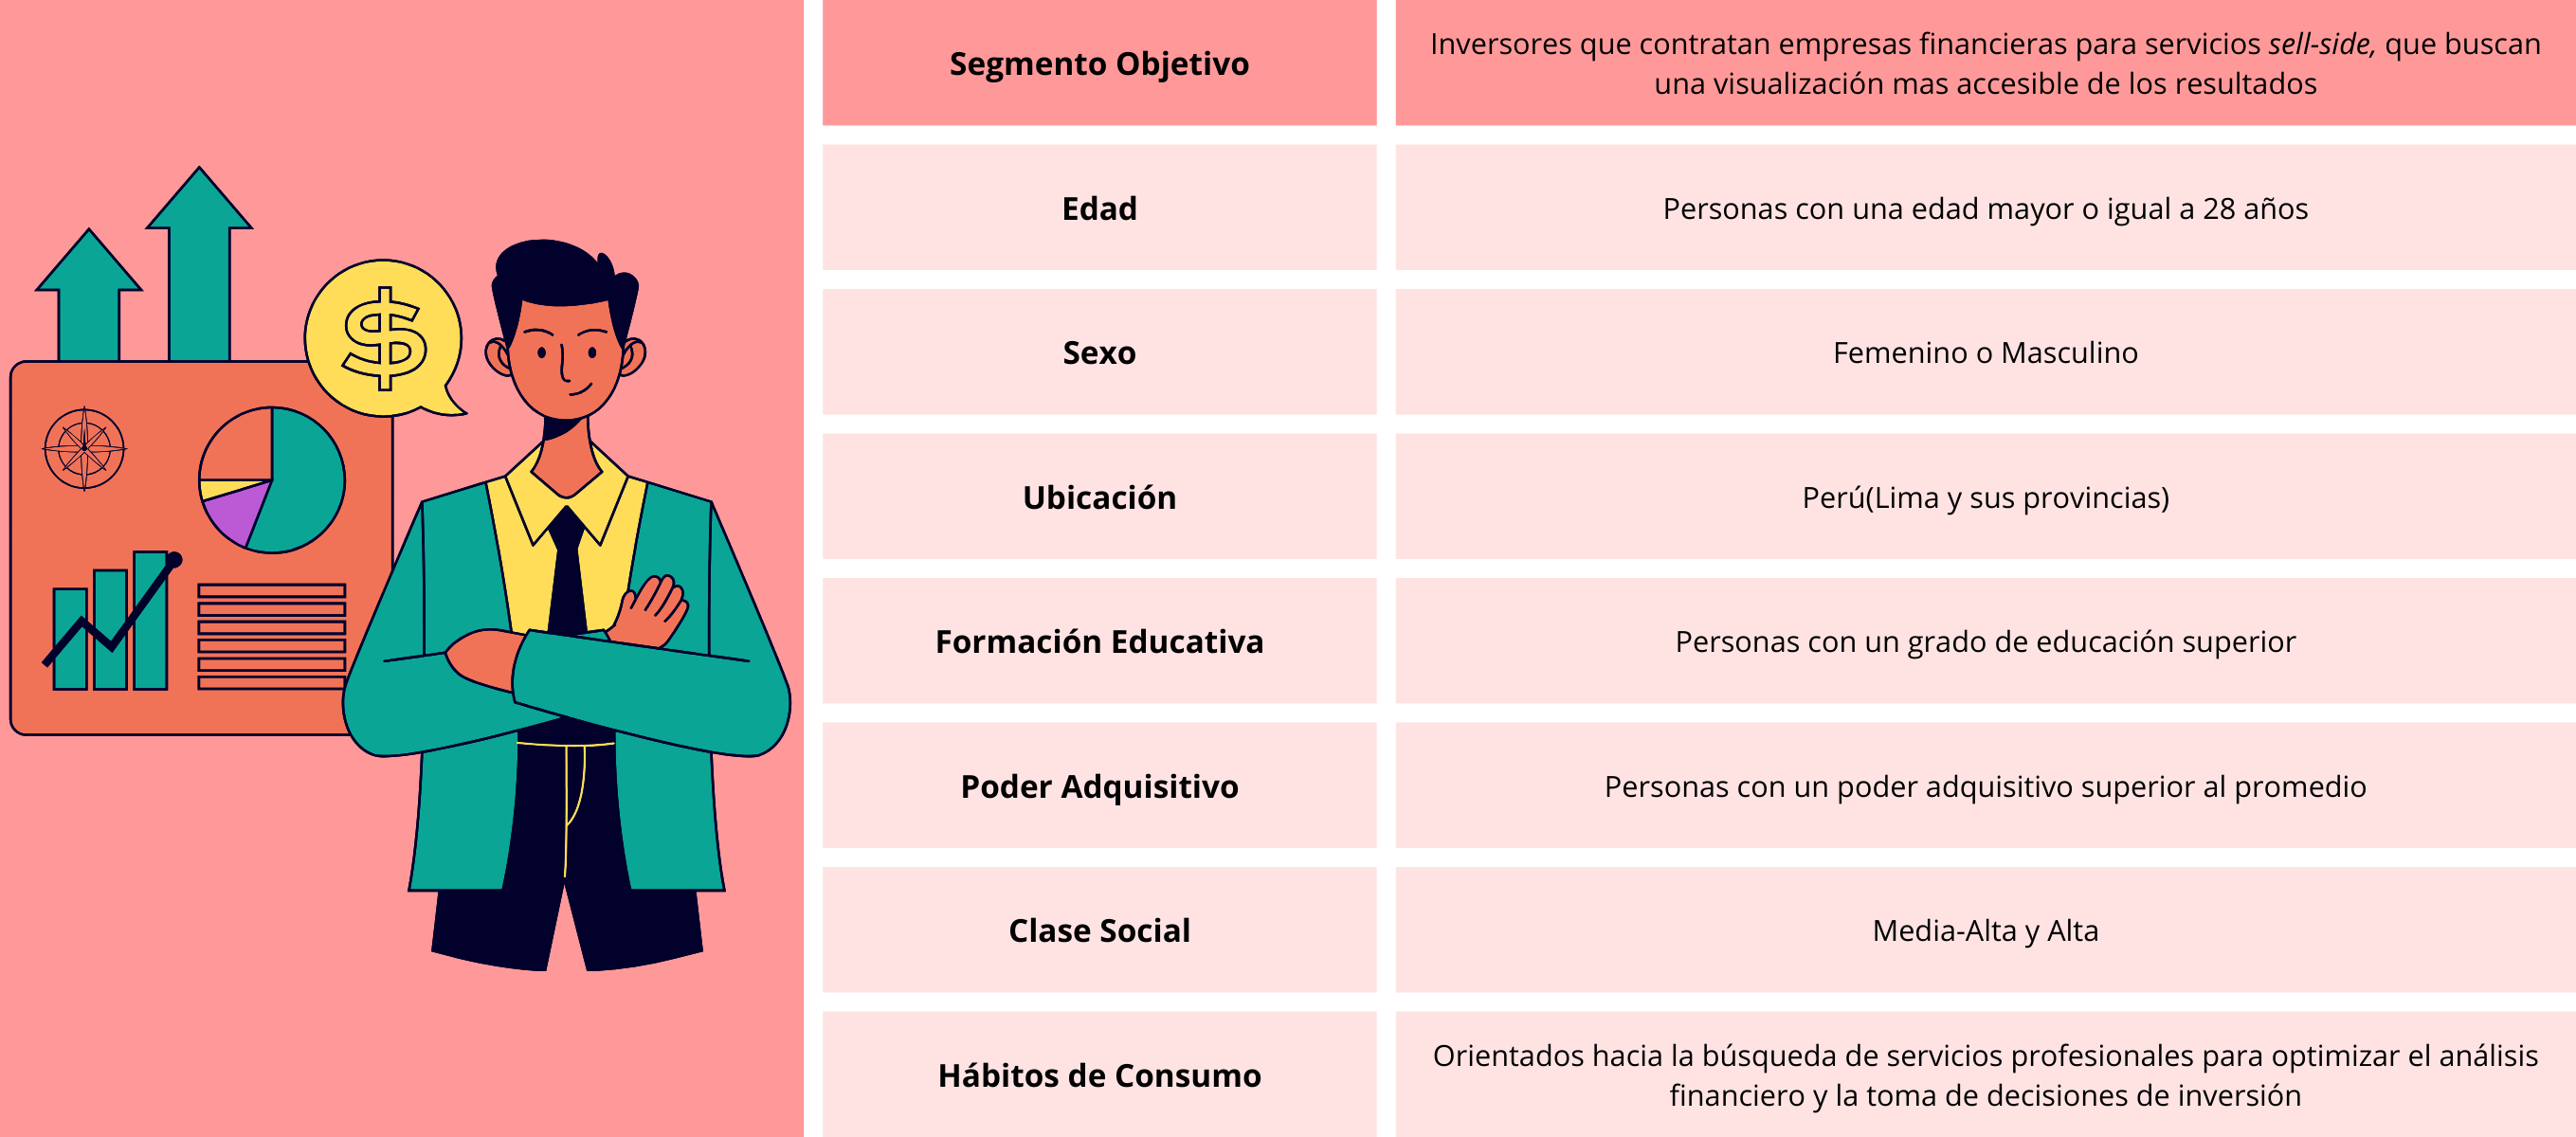 Segmento Objetivo
Inversores que contratan empresas financieras para servicios sell-side, que buscan
una visualización mas accesible de los resultados
Edad
Personas con una edad mayor o igual a 28 años
Sexo
Femenino o Masculino
Ubicación
Perú(Lima y sus provincias)
Formación Educativa
Personas con un grado de educación superior
Poder Adquisitivo
Personas con un poder adquisitivo superior al promedio
Clase Social
Media-Alta y Alta
Hábitos de Consumo
Orientados hacia la búsqueda de servicios profesionales para optimizar el análisis
financiero y la toma de decisiones de inversión
$